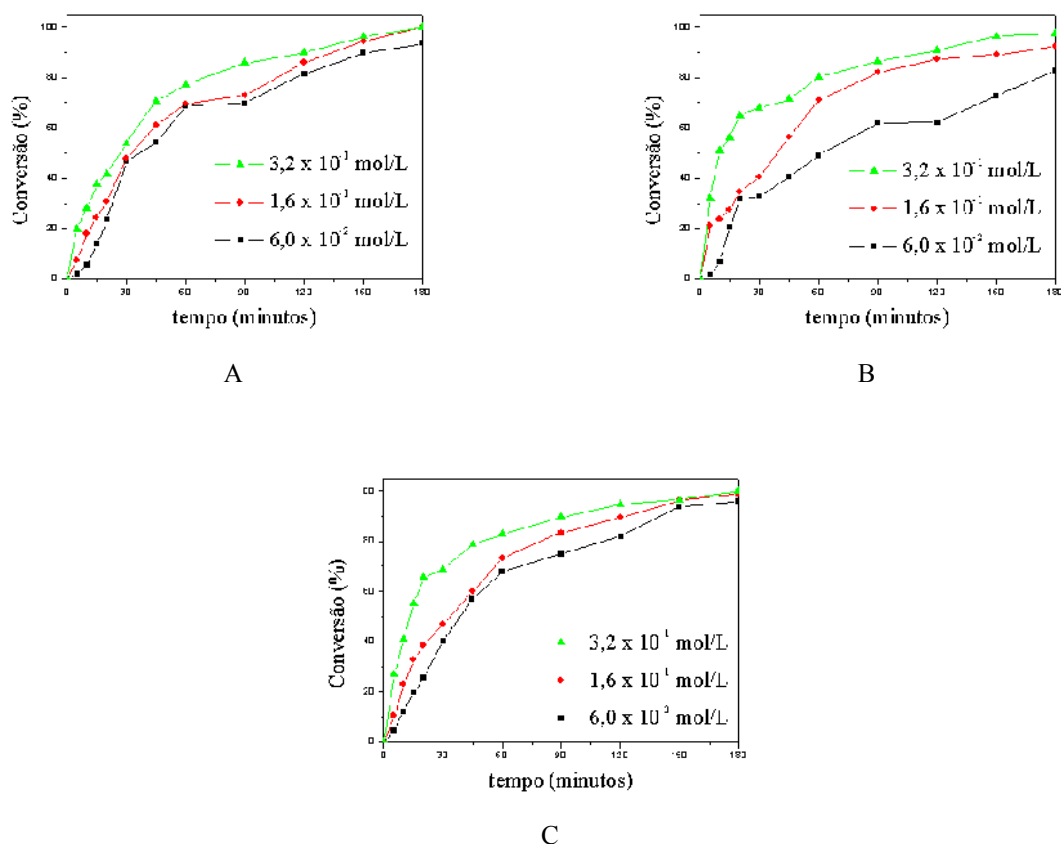 100
80
60
40
20
0
Conversão (%)
3,2 x 10⁻¹ mol/L
1,6 x 10⁻¹ mol/L
6,0 x 10⁻² mol/L
0 30 60 90 120 150 180
tempo (minutos)
A
100
80
60
40
20
0
Conversão (%)
3,2 x 10⁻¹ mol/L
1,6 x 10⁻¹ mol/L
6,0 x 10⁻² mol/L
0 30 60 90 120 150 180
tempo (minutos)
B
80
60
40
20
0
Conversão (%)
3,2 x 10⁻¹ mol/L
1,6 x 10⁻¹ mol/L
6,0 x 10⁻² mol/L
0 30 60 90 120 150 180
tempo (minutos)
C